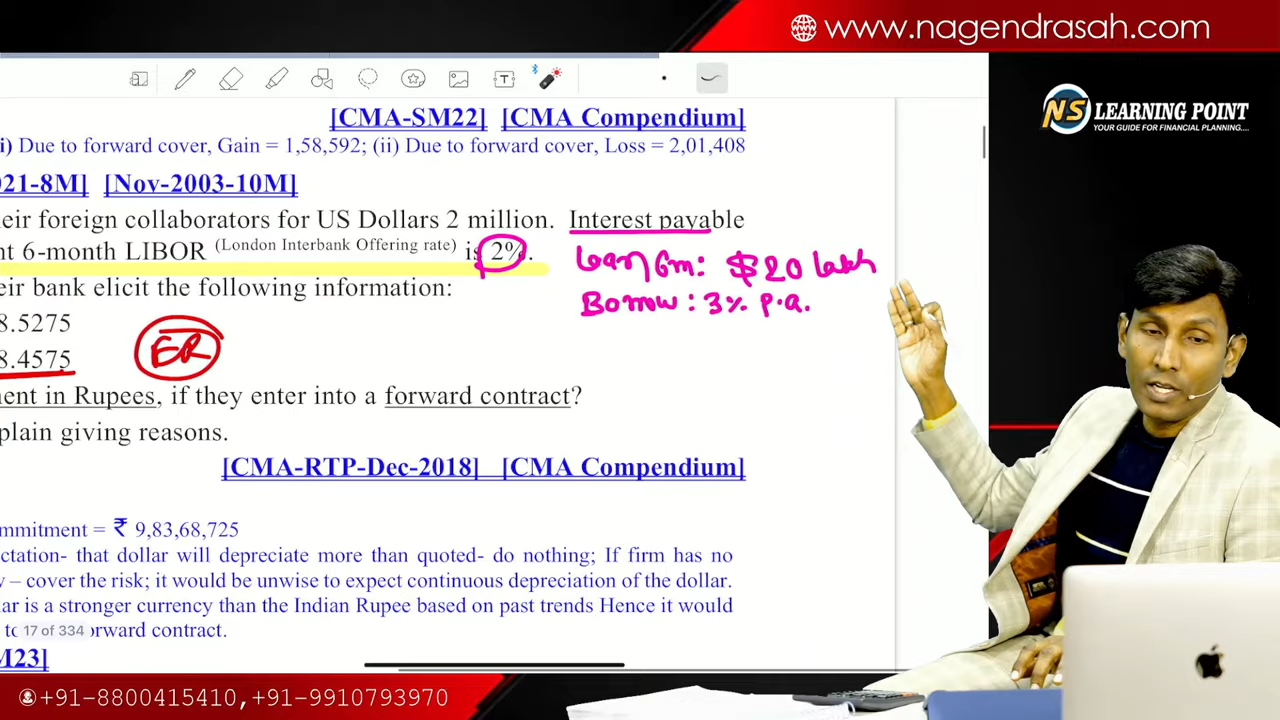 www.nagendrasah.com
NS LEARNING POINT
YOUR GUIDE FOR FINANCIAL PLANNING....
[CMA-SM22] [CMA Compendium]
i) Due to forward cover, Gain = 1,58,592; (ii) Due to forward cover, Loss = 2,01,408
021-8M] [Nov-2003-10M]
eir foreign collaborators for US Dollars 2 million. Interest payable
nt 6-month LIBOR (London Interbank Offering rate) is 2%.
Loan 6m: $20 lakh
eir bank elicit the following information:
Borrow: 3% p.a.
8.5275
8.4575
ER
ent in Rupees, if they enter into a forward contract?
plain giving reasons.
[CMA-RTP-Dec-2018] [CMA Compendium]
mmitment = ₹ 9,83,68,725
ctation- that dollar will depreciate more than quoted- do nothing; If firm has no
y – cover the risk; it would be unwise to expect continuous depreciation of the dollar.
lar is a stronger currency than the Indian Rupee based on past trends Hence it would
to 17 of 334 orward contract.
M23]
+91-8800415410,+91-9910793970